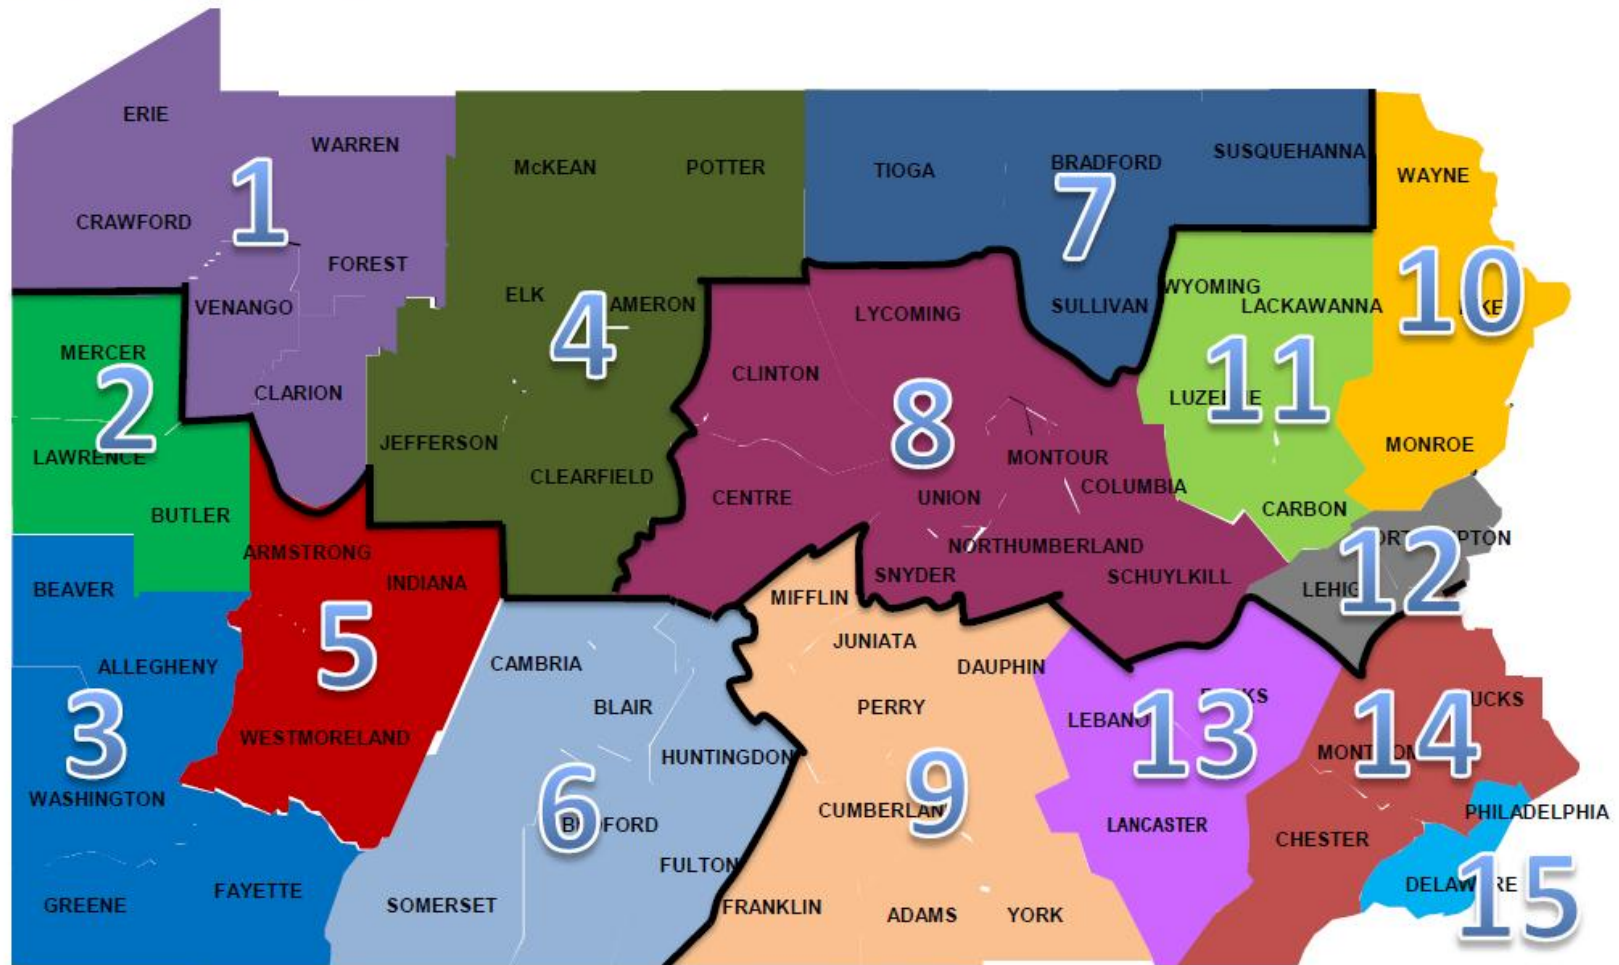 ERIE
WARREN
1
CRAWFORD
FOREST
VENANGO
CLARION
McKEAN
POTTER
ELK
AMERON
4
JEFFERSON
CLEARFIELD
TIOGA
BRADFORD
SUSQUEHANNA
7
SULLIVAN
WAYNE
10
MONROE
WYOMING
LACKAWANNA
11
CARBON
MERCER
2
LAWRENCE
BUTLER
LYCOMING
CLINTON
8
MONTOUR
COLUMBIA
CENTRE
UNION
NORTHUMBERLAND
SNYDER
SCHUYLKILL
12
ARMSTRONG
INDIANA
5
WESTMORELAND
BEAVER
ALLEGHENY
3
WASHINGTON
FAYETTE
GREENE
CAMBRIA
BLAIR
HUNTINGDON
6
FULTON
SOMERSET
MIFFLIN
JUNIATA
DAUPHIN
PERRY
9
FRANKLIN
ADAMS
YORK
13
LANCASTER
14
CHESTER
PHILADELPHIA
15